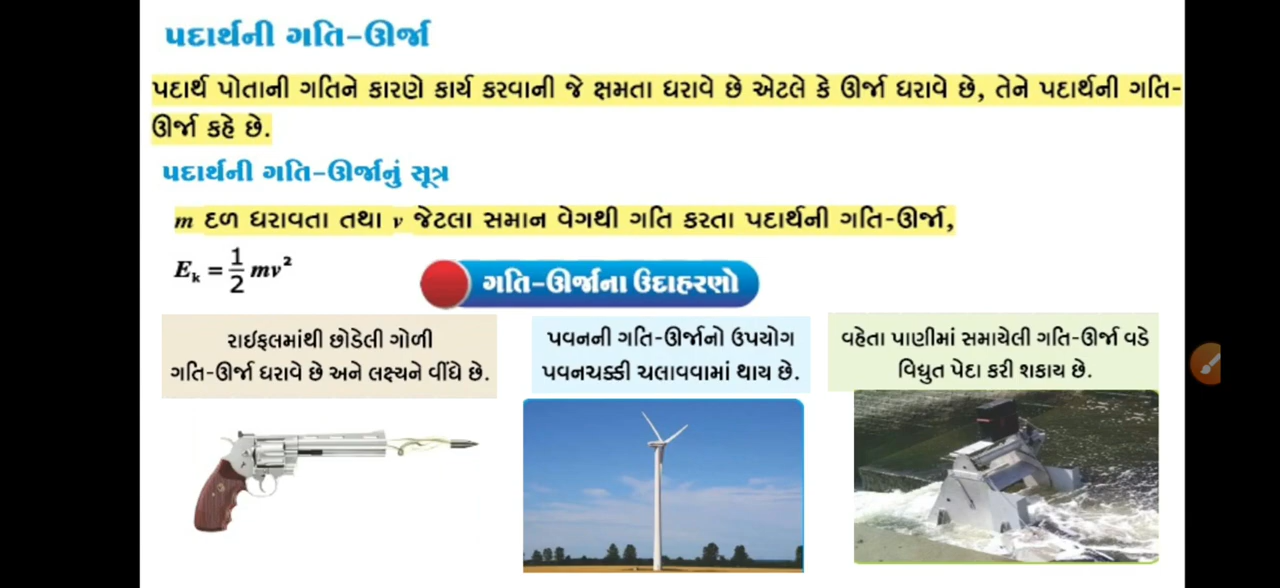 પદાર્થની ગતિ-ઊર્જા
પદાર્થ પોતાની ગતિને કારણે કાર્ય કરવાની જે ક્ષમતા ધરાવે છે એટલે કે ઊર્જા ધરાવે છે, તેને પદાર્થની ગતિ-
ઊર્જા કહે છે.
પદાર્થની ગતિ-ઊર્જાનું સૂત્ર
m દળ ધરાવતા તથા v જેટલા સમાન વેગથી ગતિ કરતા પદાર્થની ગતિ-ઊર્જા,
Eₖ = 1/2 mv²
ગતિ-ઊર્જાના ઉદાહરણો
રાઈફલમાંથી છોડેલી ગોળી
ગતિ-ઊર્જા ધરાવે છે અને લક્ષ્યને વીંધે છે.
પવનની ગતિ-ઊર્જાનો ઉપયોગ
પવનચક્કી ચલાવવામાં થાય છે.
વહેતા પાણીમાં સમાયેલી ગતિ-ઊર્જા વડે
વિદ્યુત પેદા કરી શકાય છે.